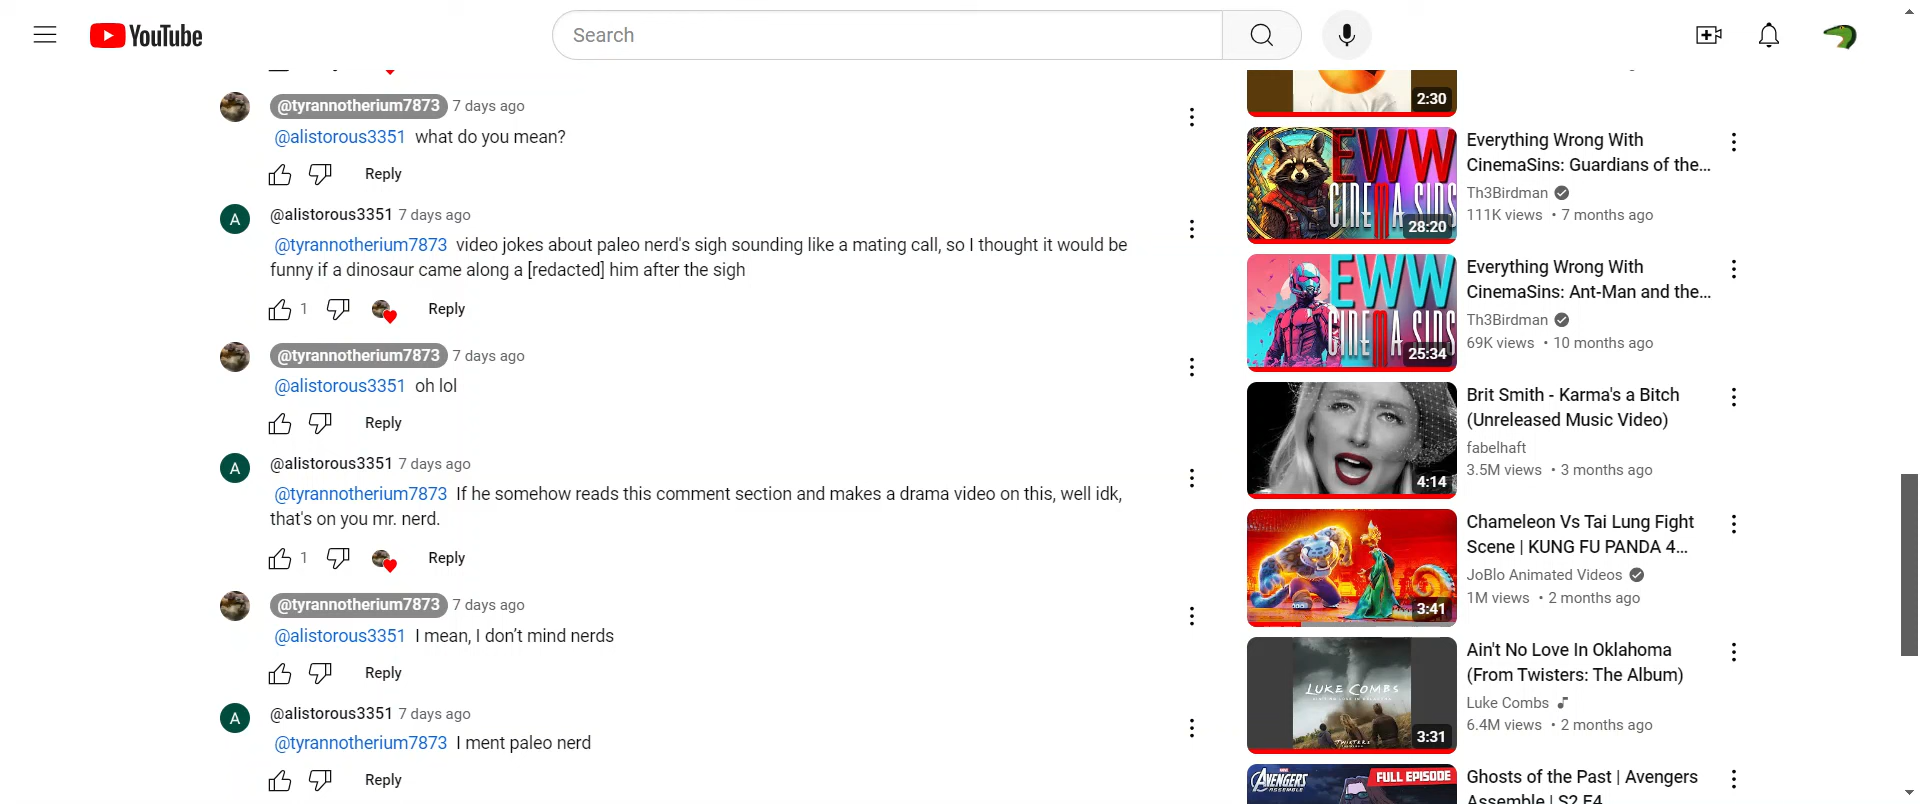 YouTube
Search
@tyrannotherium7873 7 days ago
@alistorous3351 what do you mean?
Reply
A
@alistorous3351 7 days ago
@tyrannotherium7873 video jokes about paleo nerd's sigh sounding like a mating call, so I thought it would be
funny if a dinosaur came along a [redacted] him after the sigh
1 Reply
@tyrannotherium7873 7 days ago
@alistorous3351 oh lol
Reply
A
@alistorous3351 7 days ago
@tyrannotherium7873 If he somehow reads this comment section and makes a drama video on this, well idk,
that's on you mr. nerd.
1 Reply
@tyrannotherium7873 7 days ago
@alistorous3351 I mean, I don’t mind nerds
Reply
A
@alistorous3351 7 days ago
@tyrannotherium7873 I ment paleo nerd
Reply
2:30
EWW
CINEMA SINS
28:20
Everything Wrong With
CinemaSins: Guardians of the...
Th3Birdman
111K views • 7 months ago
EWW
CINEMA SINS
25:34
Everything Wrong With
CinemaSins: Ant-Man and the...
Th3Birdman
69K views • 10 months ago
4:14
Brit Smith - Karma's a Bitch
(Unreleased Music Video)
fabelhaft
3.5M views • 3 months ago
3:41
Chameleon Vs Tai Lung Fight
Scene | KUNG FU PANDA 4...
JoBlo Animated Videos
1M views • 2 months ago
LUKE COMBS
TWISTERS
3:31
Ain't No Love In Oklahoma
(From Twisters: The Album)
Luke Combs
6.4M views • 2 months ago
AVENGERS
ASSEMBLE
FULL EPISODE
Ghosts of the Past | Avengers
Assemble | S2 E4